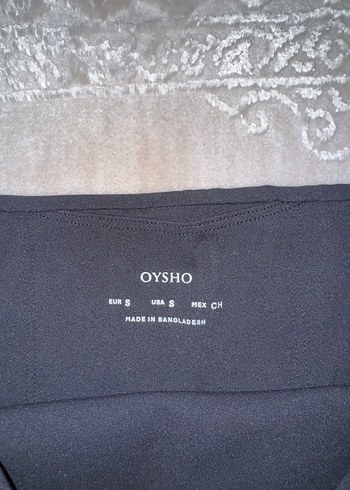 OYSHO
EUR S USA S MEX CH
MADE IN BANGLADESH